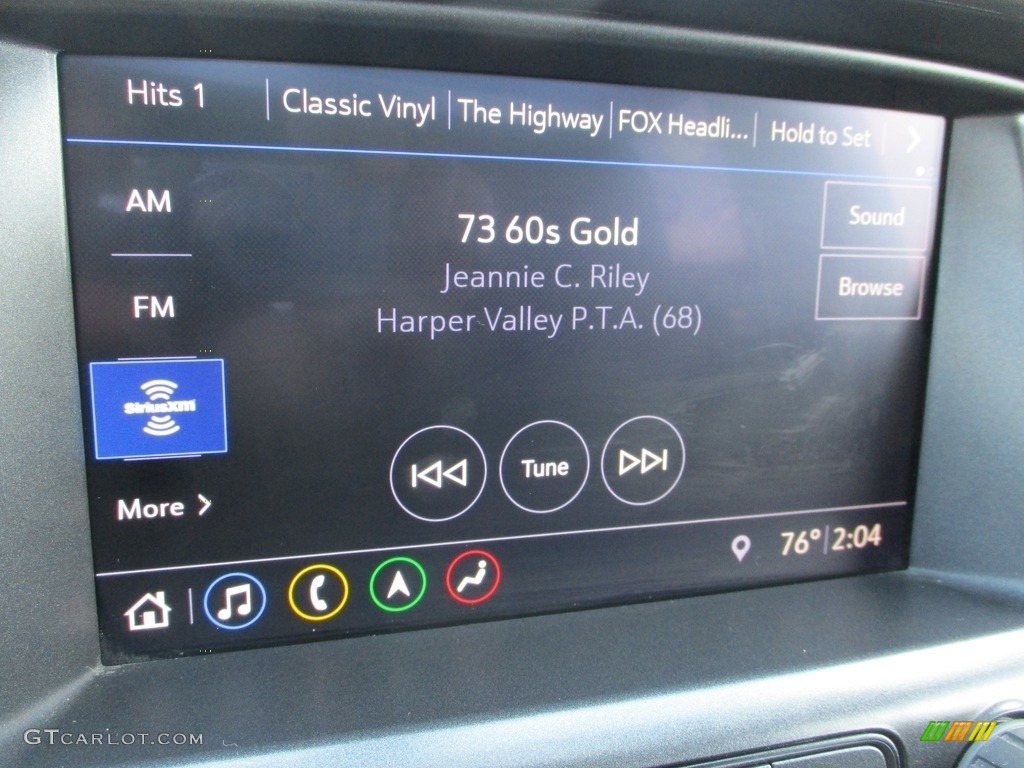 Hits 1 Classic Vinyl The Highway FOX Headli... Hold to Set
AM
73 60s Gold
Sound
Jeannie C. Riley
Browse
FM
Harper Valley P.T.A. (68)
SiriusXM
Tune
More
76° 2:04
GTCARLOT.COM